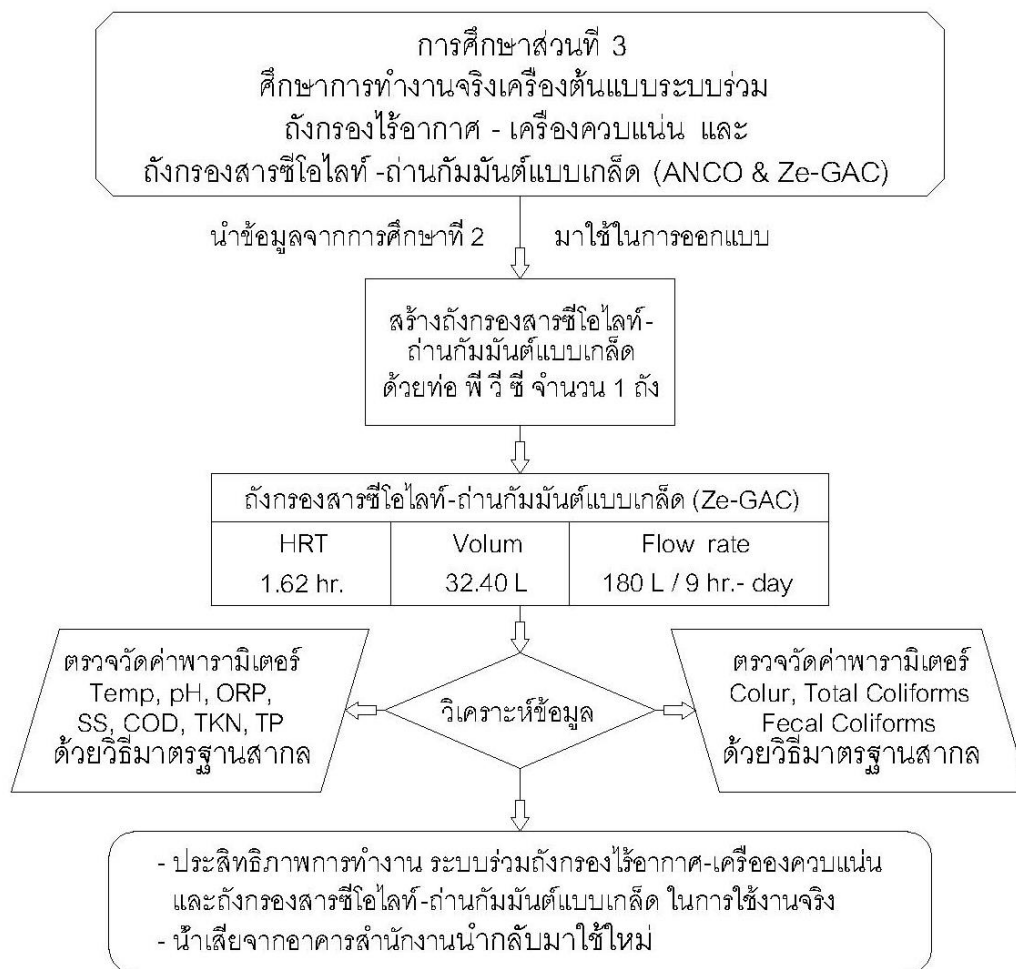 การศึกษาส่วนที่ 3
ศึกษาการทำงานจริงเครื่องต้นแบบระบบร่วม
ถังกรองไร้อากาศ - เครื่องควบแน่น และ
ถังกรองสารซีโอไลท์ -ถ่านกัมมันต์แบบเกล็ด (ANCO & Ze-GAC)
นำข้อมูลจากการศึกษาที่ 2 มาใช้ในการออกแบบ
สร้างถังกรองสารซีโอไลท์-
ถ่านกัมมันต์แบบเกล็ด
ด้วยท่อ พี วี ซี จำนวน 1 ถัง
ถังกรองสารซีโอไลท์-ถ่านกัมมันต์แบบเกล็ด (Ze-GAC)
HRT Volum Flow rate
1.62 hr. 32.40 L 180 L / 9 hr.- day
ตรวจวัดค่าพารามิเตอร์
Temp, pH, ORP,
SS, COD, TKN, TP
ด้วยวิธีมาตรฐานสากล
วิเคราะห์ข้อมูล
ตรวจวัดค่าพารามิเตอร์
Colur, Total Coliforms
Fecal Coliforms
ด้วยวิธีมาตรฐานสากล
- ประสิทธิภาพการทำงาน ระบบร่วมถังกรองไร้อากาศ-เครืองควบแน่น
และถังกรองสารซีโอไลท์-ถ่านกัมมันต์แบบเกล็ด ในการใช้งานจริง
- น้ำเสียจากอาคารสำนักงานนำกลับมาใช้ใหม่